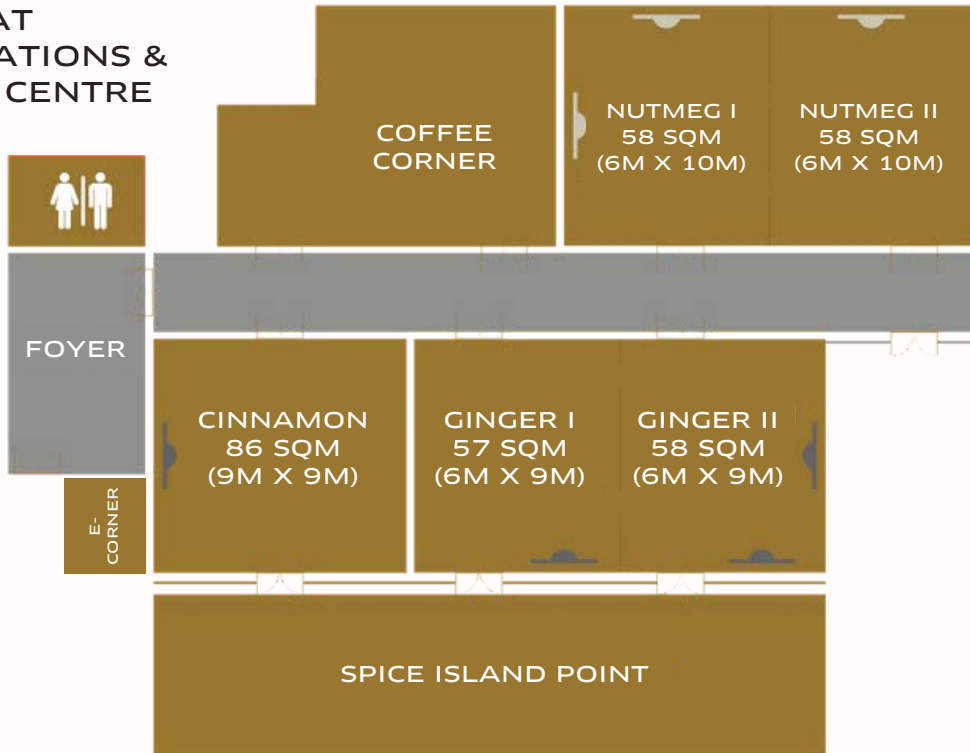 AT
ATIONS &
CENTRE
COFFEE
CORNER
NUTMEG I
58 SQM
(6M X 10M)
NUTMEG II
58 SQM
(6M X 10M)
FOYER
CINNAMON
86 SQM
(9M X 9M)
GINGER I
57 SQM
(6M X 9M)
GINGER II
58 SQM
(6M X 9M)
E-
CORNER
SPICE ISLAND POINT